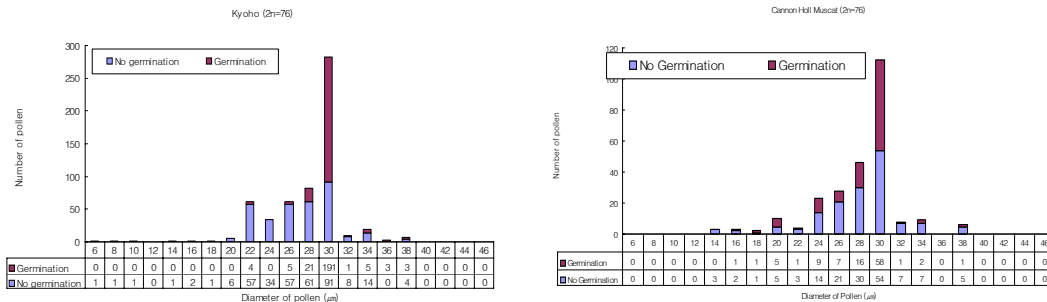 Kyoho (2n=76)
No germination Germination
Number of pollen
300
250
200
150
100
50
0
6 8 10 12 14 16 18 20 22 24 26 28 30 32 34 36 38 40 42 44 46
Germination 0 0 0 0 0 0 0 0 4 0 5 21 191 1 5 3 3 0 0 0 0
No germination 1 1 1 0 1 2 1 6 57 34 57 61 91 8 14 0 4 0 0 0 0
Diameter of pollen (㎛)
Cannon Holl Muscat (2n=76)
No Germination Germination
Number of pollen
120
100
80
60
40
20
0
6 8 10 12 14 16 18 20 22 24 26 28 30 32 34 36 38 40 42 44 46
Germination 0 0 0 0 0 1 1 5 1 9 7 16 58 1 2 0 1 0 0 0 0
No Germination 0 0 0 0 3 2 1 5 3 14 21 30 54 7 7 0 5 0 0 0 0
Diameter of Pollen (㎛)